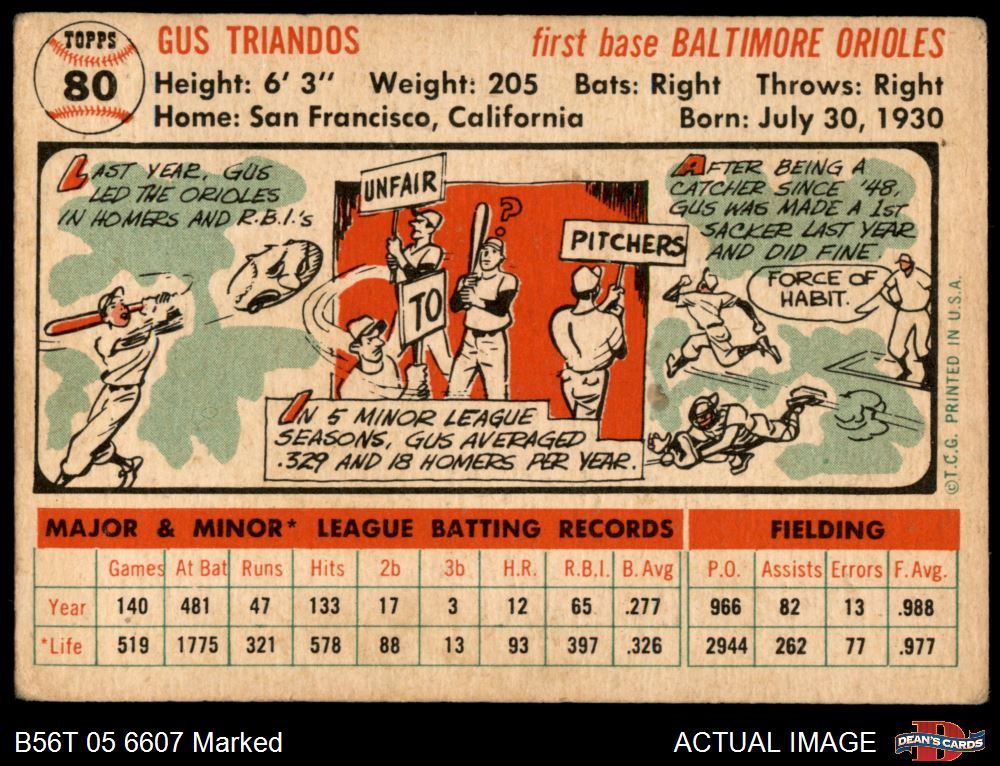 TOPPS
80
GUS TRIANDOS
first base BALTIMORE ORIOLES
Height: 6' 3" Weight: 205 Bats: Right Throws: Right
Home: San Francisco, California Born: July 30, 1930
LAST YEAR, GUS
LED THE ORIOLES
IN HOMERS AND R.B.I.'s
UNFAIR
TO
PITCHERS
?
IN 5 MINOR LEAGUE
SEASONS, GUS AVERAGED
.329 AND 18 HOMERS PER YEAR.
AFTER BEING A
CATCHER SINCE '48,
GUS WAS MADE A 1ST
SACKER LAST YEAR
AND DID FINE.
FORCE OF
HABIT.
©T.C.G. PRINTED IN U.S.A.
MAJOR & MINOR* LEAGUE BATTING RECORDS FIELDING
Games At Bat Runs Hits 2b 3b H.R. R.B.I. B. Avg P.O. Assists Errors F. Avg.
Year 140 481 47 133 17 3 12 65 .277 966 82 13 .988
*Life 519 1775 321 578 88 13 93 397 .326 2944 262 77 .977
B56T 05 6607 Marked
ACTUAL IMAGE
D
DEAN'S CARDS